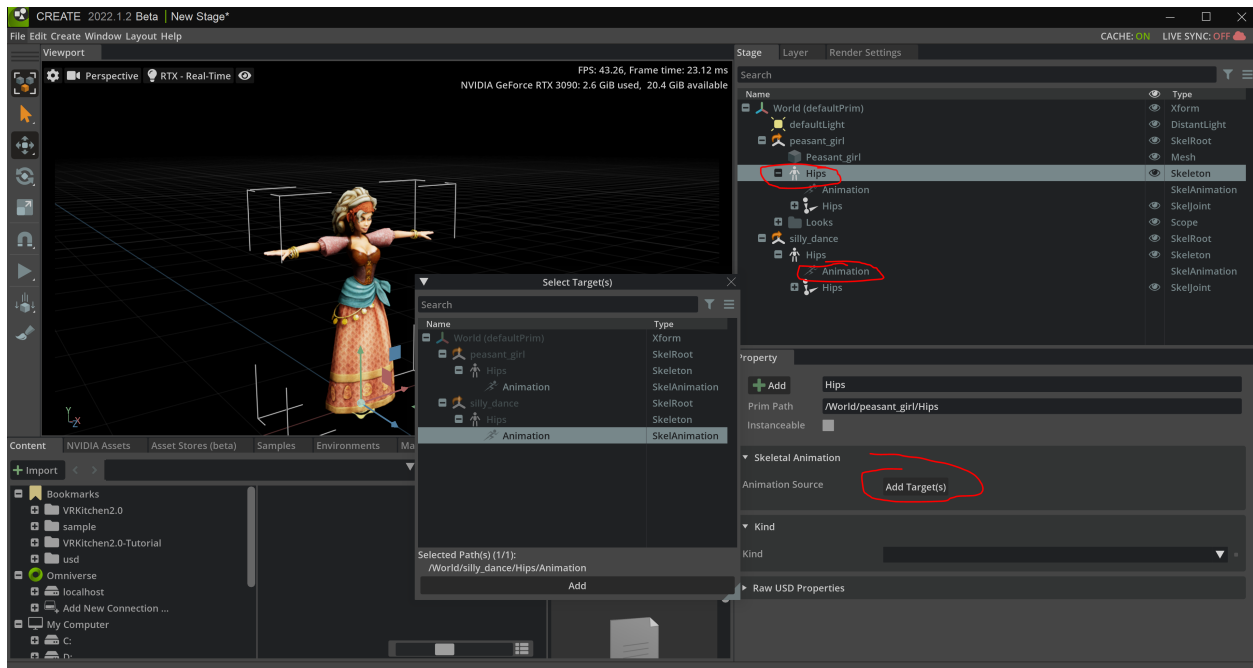 CREATE 2022.1.2 Beta | New Stage*
File Edit Create Window Layout Help
CACHE: ON LIVE SYNC: OFF
Viewport
Perspective
RTX - Real-Time
FPS: 43.26, Frame time: 23.12 ms
NVIDIA GeForce RTX 3090: 2.6 GiB used, 20.4 GiB available
Y
X
Stage Layer Render Settings
Search
Name Type
World (defaultPrim) Xform
defaultLight DistantLight
peasant_girl SkelRoot
Peasant_girl Mesh
Hips Skeleton
Animation SkelAnimation
Hips SkelJoint
Looks Scope
silly_dance SkelRoot
Hips Skeleton
Animation SkelAnimation
Hips SkelJoint
Select Target(s)
Search
Name Type
World (defaultPrim) Xform
peasant_girl SkelRoot
Hips Skeleton
Animation SkelAnimation
silly_dance SkelRoot
Hips Skeleton
Animation SkelAnimation
Selected Path(s) (1/1):
/World/silly_dance/Hips/Animation
Add
Property
Add Hips
Prim Path /World/peasant_girl/Hips
Instanceable
Skeletal Animation
Animation Source Add Target(s)
Kind
Kind
Raw USD Properties
Content NVIDIA Assets Asset Stores (beta) Samples Environments Ma
Import
Bookmarks
VRKitchen2.0
sample
VRKitchen2.0-Tutorial
usd
Omniverse
localhost
Add New Connection ...
My Computer
C:
D: